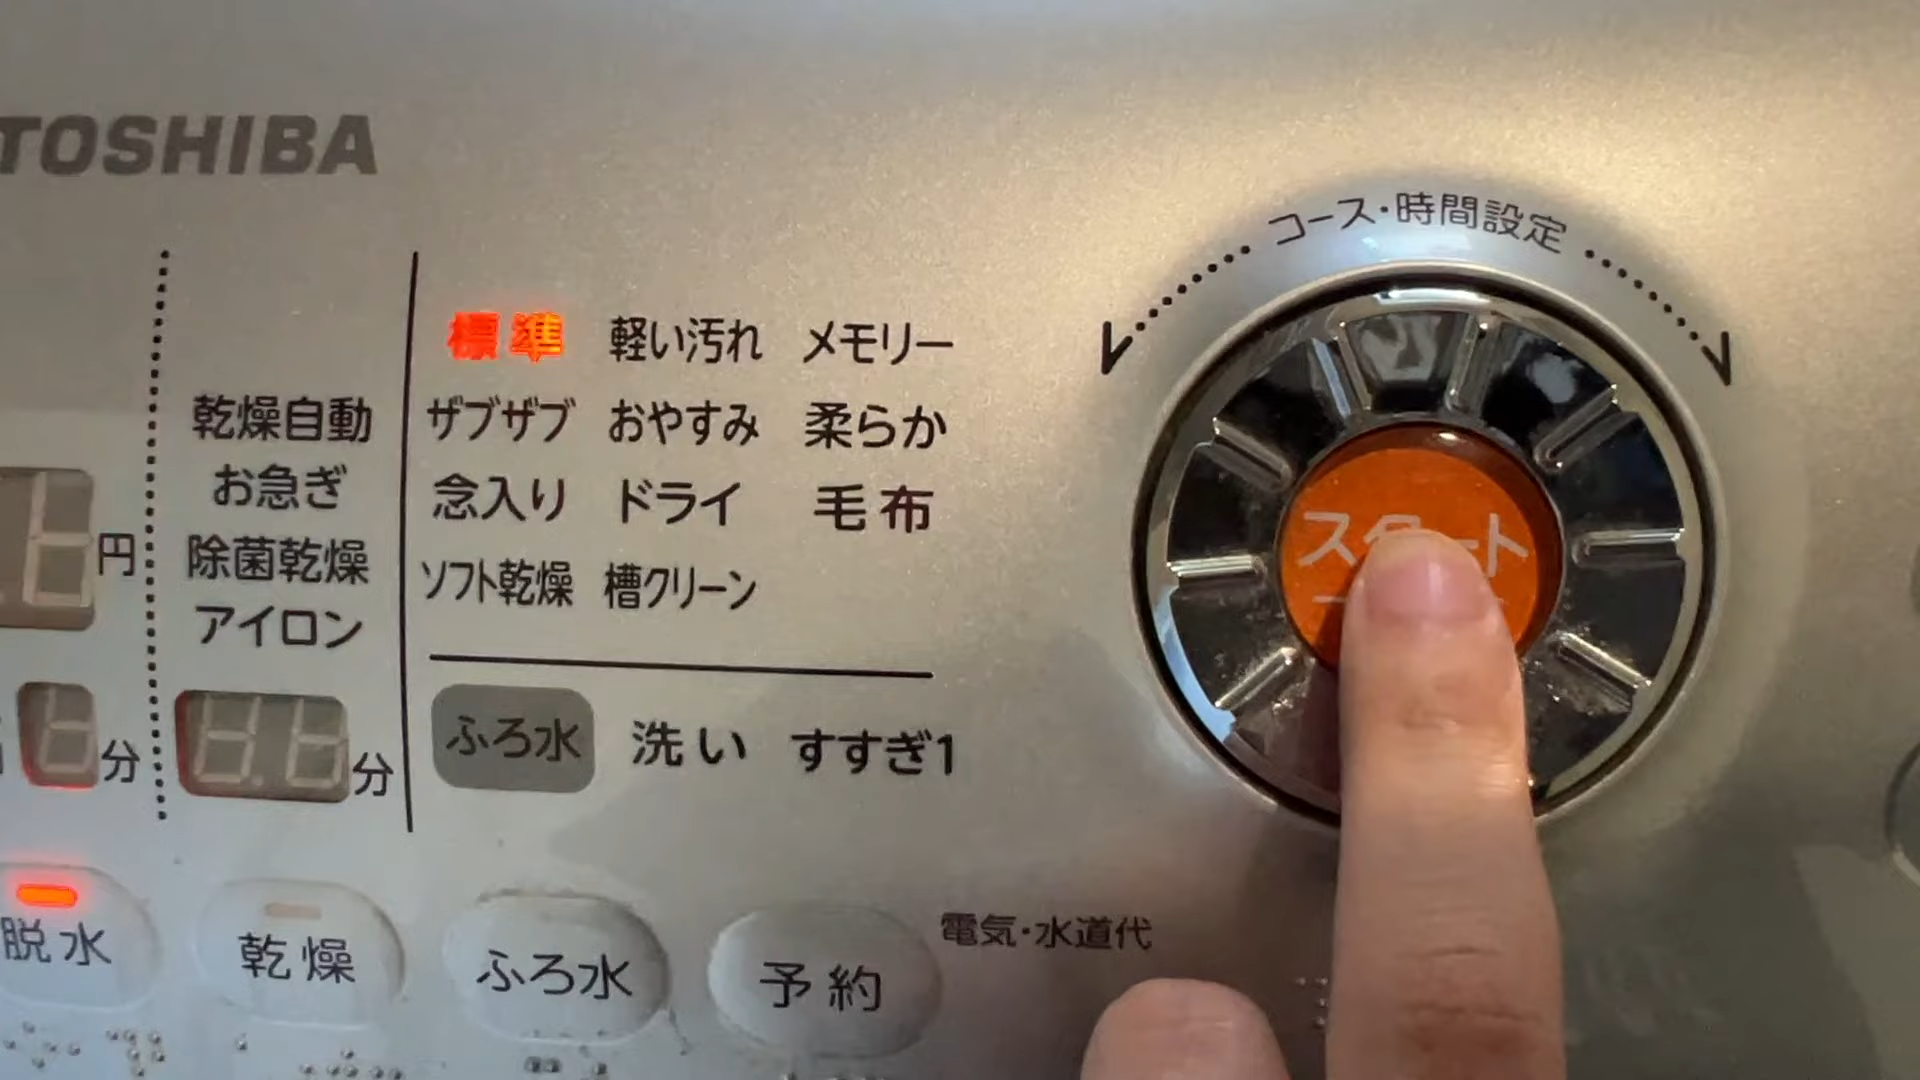 TOSHIBA
コース・時間設定
標準 軽い汚れ メモリー
乾燥自動 ザブザブ おやすみ 柔らか
お急ぎ 念入り ドライ 毛布
円 除菌乾燥 ソフト乾燥 槽クリーン
アイロン
スタート
分 分 ふろ水 洗い すすぎ1
脱水 乾燥 ふろ水 予約 電気・水道代